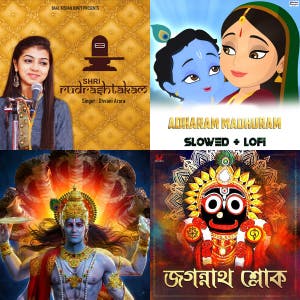 SHRI
RUDRASHTAKAM
Singer : Shivani Arora
ADHARAM MADHURAM
SLOWED + LOFI
জগন্নাথ শ্লোক